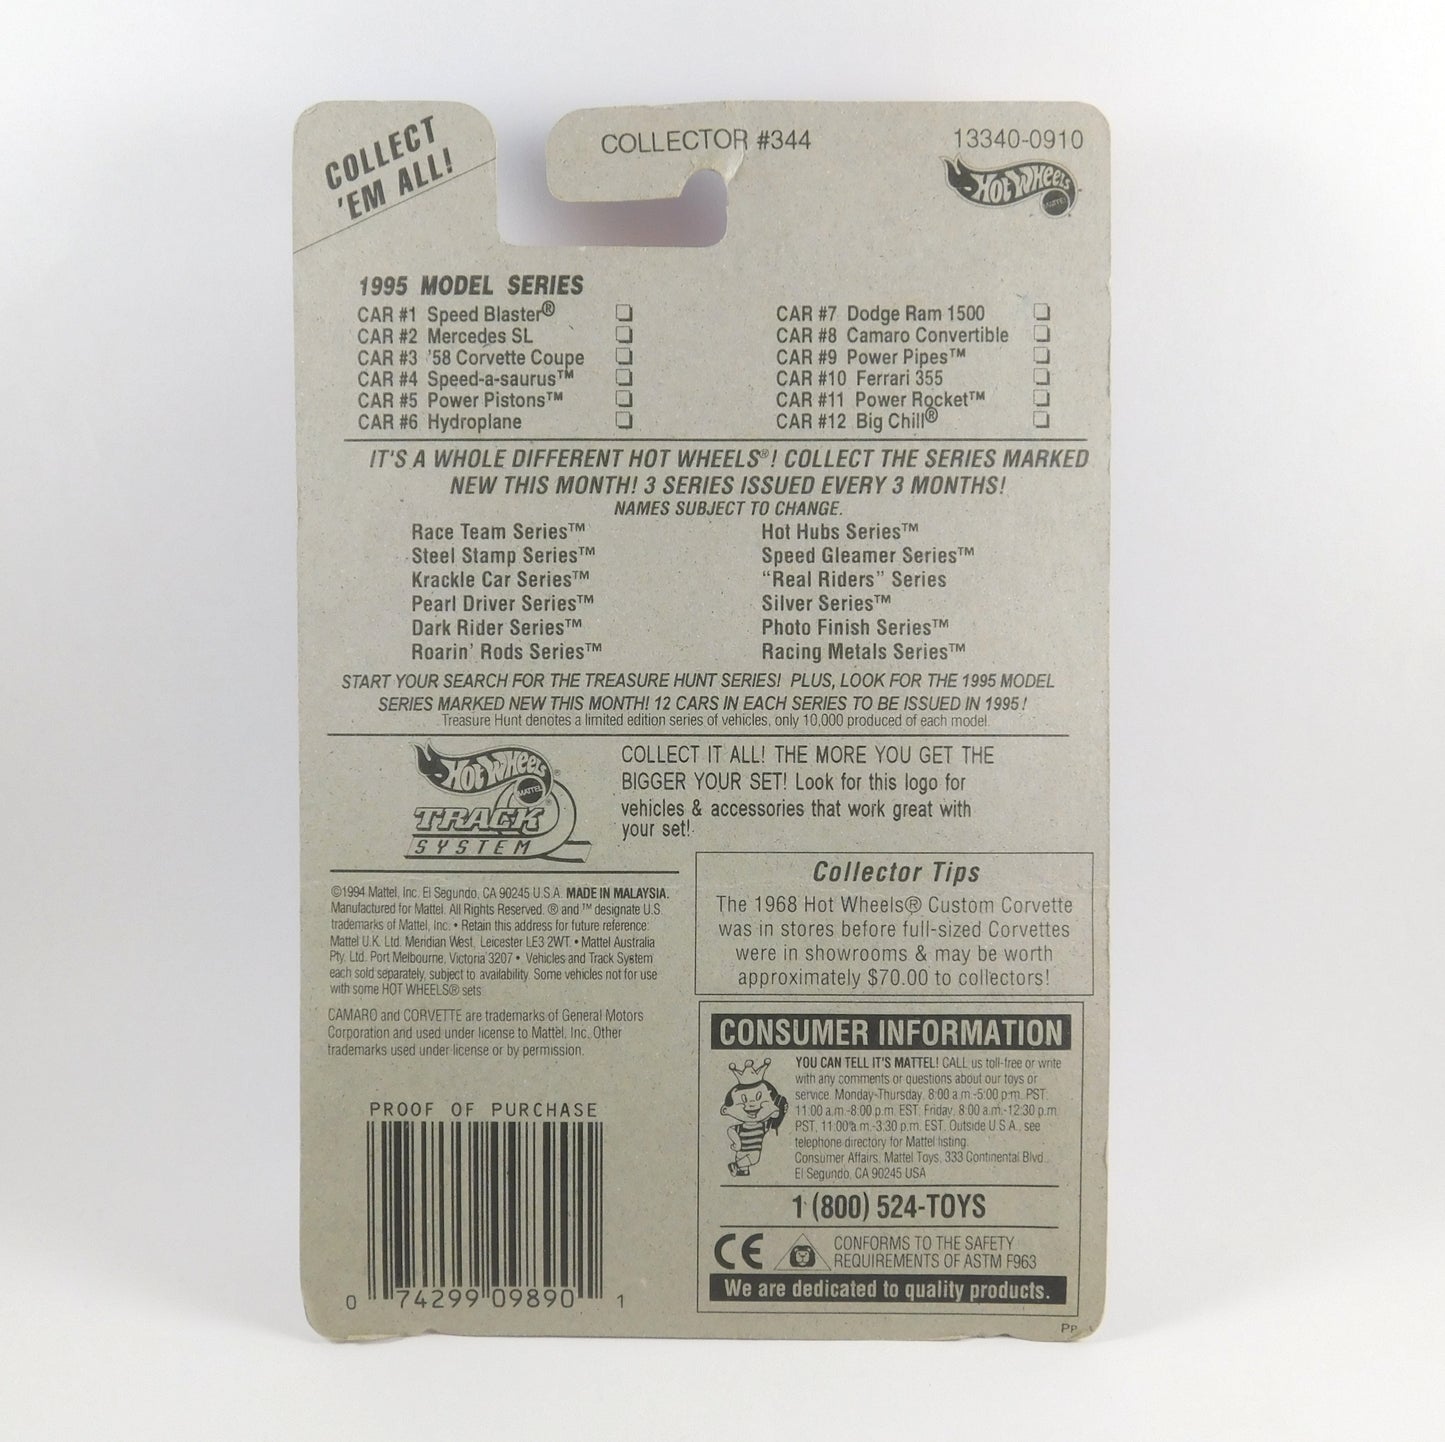 COLLECT
'EM ALL!
COLLECTOR #344
13340-0910
HOT WHEELS
MATTEL
1995 MODEL SERIES
CAR #1 Speed Blaster®
CAR #2 Mercedes SL
CAR #3 '58 Corvette Coupe
CAR #4 Speed-a-saurus™
CAR #5 Power Pistons™
CAR #6 Hydroplane
CAR #7 Dodge Ram 1500
CAR #8 Camaro Convertible
CAR #9 Power Pipes™
CAR #10 Ferrari 355
CAR #11 Power Rocket™
CAR #12 Big Chill®
IT'S A WHOLE DIFFERENT HOT WHEELS®! COLLECT THE SERIES MARKED
NEW THIS MONTH! 3 SERIES ISSUED EVERY 3 MONTHS!
NAMES SUBJECT TO CHANGE.
Race Team Series™
Steel Stamp Series™
Krackle Car Series™
Pearl Driver Series™
Dark Rider Series™
Roarin' Rods Series™
Hot Hubs Series™
Speed Gleamer Series™
"Real Riders" Series
Silver Series™
Photo Finish Series™
Racing Metals Series™
START YOUR SEARCH FOR THE TREASURE HUNT SERIES! PLUS, LOOK FOR THE 1995 MODEL
SERIES MARKED NEW THIS MONTH! 12 CARS IN EACH SERIES TO BE ISSUED IN 1995!
Treasure Hunt denotes a limited edition series of vehicles, only 10,000 produced of each model.
HOT WHEELS
MATTEL
TRACK
SYSTEM
COLLECT IT ALL! THE MORE YOU GET THE
BIGGER YOUR SET! Look for this logo for
vehicles & accessories that work great with
your set!
©1994 Mattel, Inc. El Segundo, CA 90245 U.S.A. MADE IN MALAYSIA.
Manufactured for Mattel. All Rights Reserved. ® and ™ designate U.S.
trademarks of Mattel, Inc. • Retain this address for future reference:
Mattel U.K. Ltd. Meridian West, Leicester LE3 2WT. • Mattel Australia
Pty. Ltd. Port Melbourne, Victoria 3207 • Vehicles and Track System
each sold separately, subject to availability. Some vehicles not for use
with some HOT WHEELS® sets.
CAMARO and CORVETTE are trademarks of General Motors
Corporation and used under license to Mattel, Inc. Other
trademarks used under license or by permission.
Collector Tips
The 1968 Hot Wheels® Custom Corvette
was in stores before full-sized Corvettes
were in showrooms & may be worth
approximately $70.00 to collectors!
CONSUMER INFORMATION
YOU CAN TELL IT'S MATTEL! CALL us toll-free or write
with any comments or questions about our toys or
service. Monday-Thursday, 8:00 a.m.-5:00 p.m. PST,
11:00 a.m.-8:00 p.m. EST, Friday, 8:00 a.m.-12:30 p.m.
PST, 11:00 a.m.-3:30 p.m. EST. Outside U.S.A., see
telephone directory for Mattel listing.
Consumer Affairs, Mattel Toys, 333 Continental Blvd.,
El Segundo, CA 90245 USA
1 (800) 524-TOYS
CE
CONFORMS TO THE SAFETY
REQUIREMENTS OF ASTM F963
We are dedicated to quality products.
PROOF OF PURCHASE
0 74299 09890 1
PP